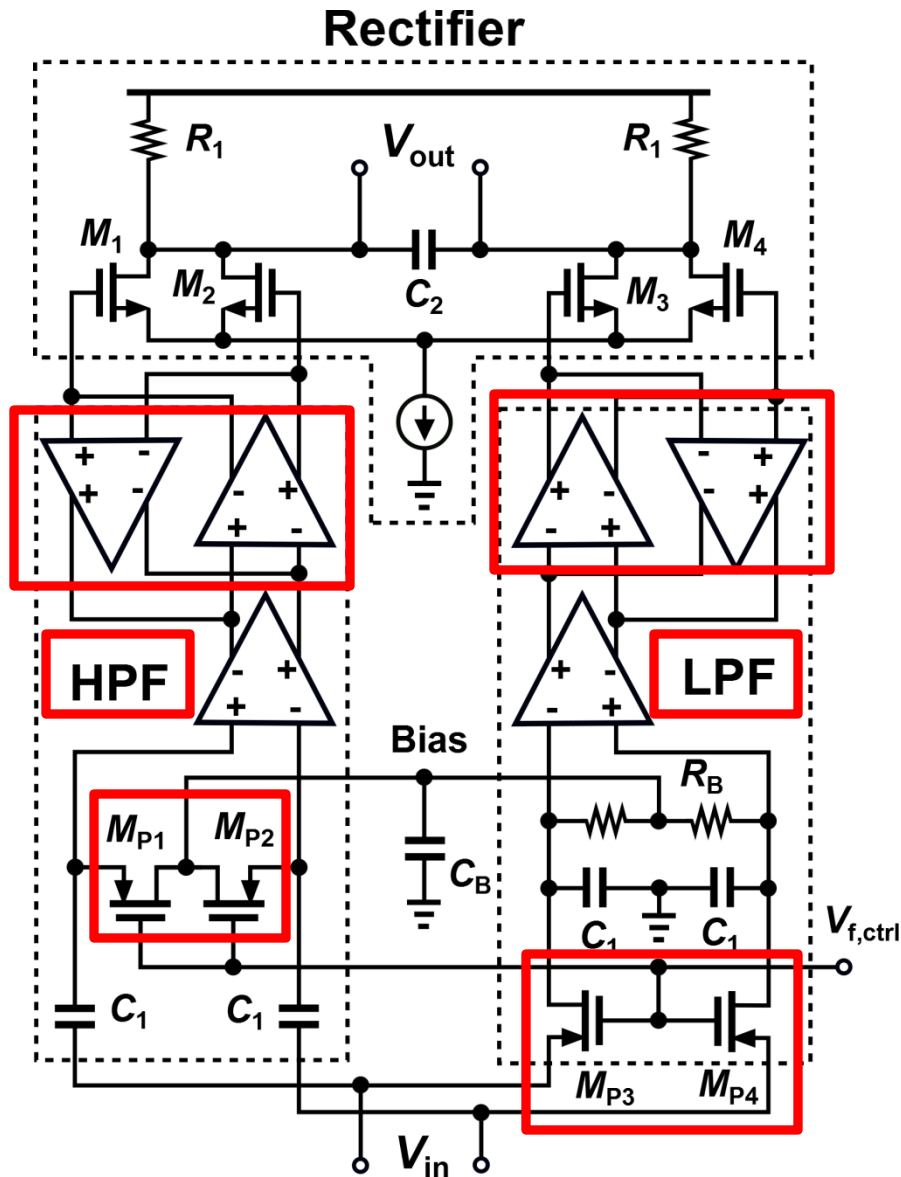 Rectifier
R1 Vout R1
M1 M2 C2 M3 M4
+ - - + + - - +
+ - + - - + - +
HPF - + + - LPF
+ - - +
Bias RB
MP1 MP2 CB
C1 C1 Vf,ctrl
C1 C1
MP3 MP4
Vin